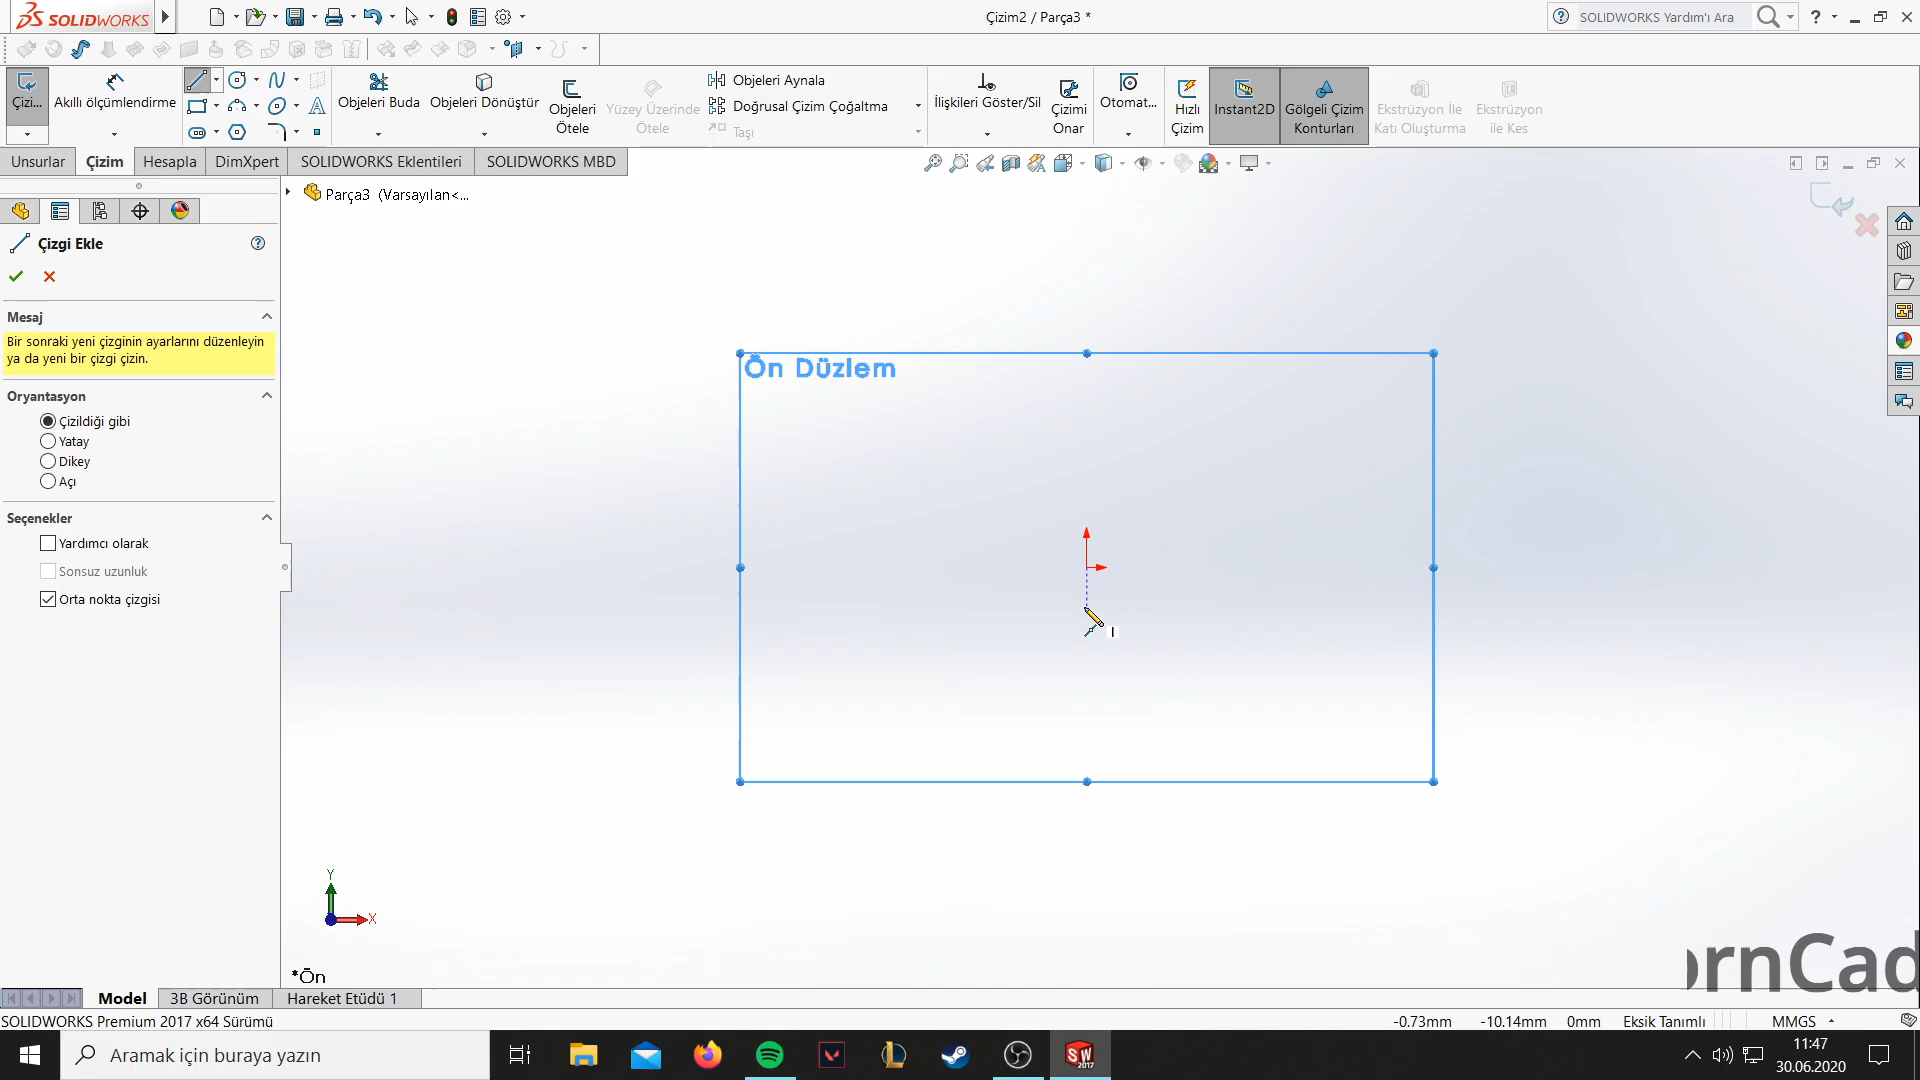 SOLIDWORKS
Çizim2 / Parça3 *
SOLIDWORKS Yardım'ı Ara
Çizi...
Akıllı ölçümlendirme
Objeleri Buda
Objeleri Dönüştür
Objeleri
Ötele
Yüzey Üzerinde
Ötele
Objeleri Aynala
Doğrusal Çizim Çoğaltma
Taşı
İlişkileri Göster/Sil
Çizimi
Onar
Otomat...
Hızlı
Çizim
Instant2D
Gölgeli Çizim
Konturları
Ekstrüzyon İle
Katı Oluşturma
Ekstrüzyon
ile Kes
Unsurlar
Çizim
Hesapla
DimXpert
SOLIDWORKS Eklentileri
SOLIDWORKS MBD
Parça3 (Varsayılan<...
Çizgi Ekle
Mesaj
Bir sonraki yeni çizginin ayarlarını düzenleyin
ya da yeni bir çizgi çizin.
Oryantasyon
Çizildiği gibi
Yatay
Dikey
Açı
Seçenekler
Yardımcı olarak
Sonsuz uzunluk
Orta nokta çizgisi
Ön Düzlem
Y
X
*Ön
ornCad
Model
3B Görünüm
Hareket Etüdü 1
SOLIDWORKS Premium 2017 x64 Sürümü
-0.73mm
-10.14mm
0mm
Eksik Tanımlı
MMGS
Aramak için buraya yazın
SW
2017
11:47
30.06.2020